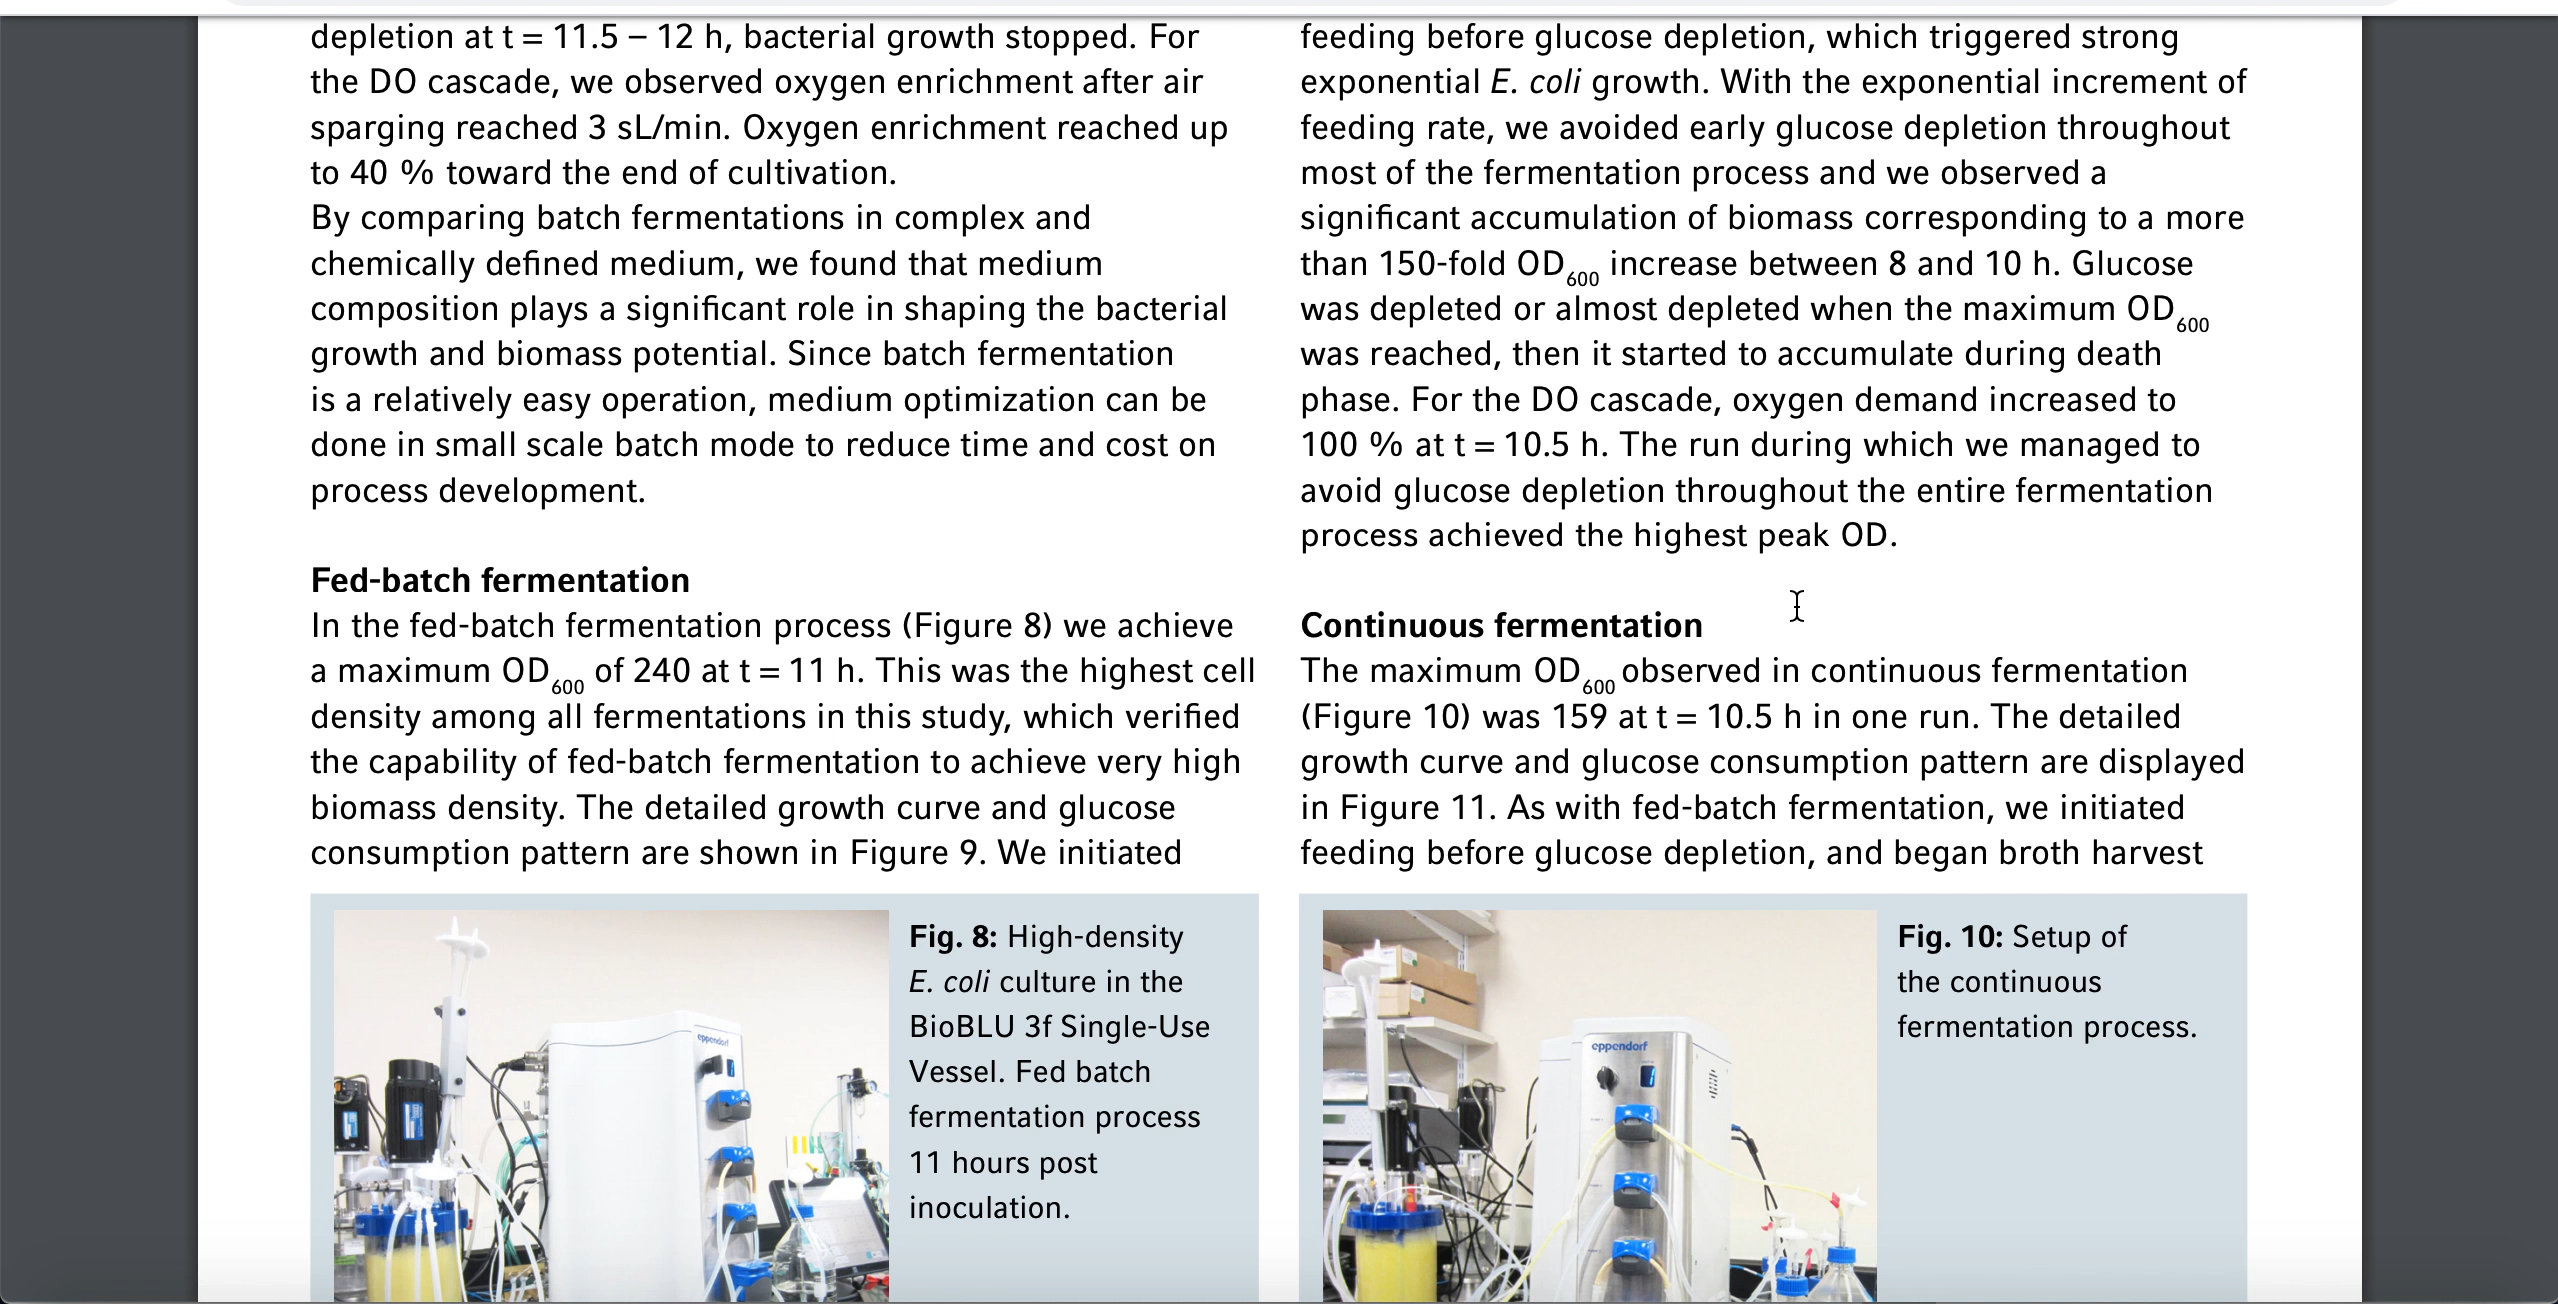 depletion at t = 11.5 – 12 h, bacterial growth stopped. For
the DO cascade, we observed oxygen enrichment after air
sparging reached 3 sL/min. Oxygen enrichment reached up
to 40 % toward the end of cultivation.
By comparing batch fermentations in complex and
chemically defined medium, we found that medium
composition plays a significant role in shaping the bacterial
growth and biomass potential. Since batch fermentation
is a relatively easy operation, medium optimization can be
done in small scale batch mode to reduce time and cost on
process development.
Fed-batch fermentation
In the fed-batch fermentation process (Figure 8) we achieve
a maximum OD600 of 240 at t = 11 h. This was the highest cell
density among all fermentations in this study, which verified
the capability of fed-batch fermentation to achieve very high
biomass density. The detailed growth curve and glucose
consumption pattern are shown in Figure 9. We initiated
feeding before glucose depletion, which triggered strong
exponential E. coli growth. With the exponential increment of
feeding rate, we avoided early glucose depletion throughout
most of the fermentation process and we observed a
significant accumulation of biomass corresponding to a more
than 150-fold OD600 increase between 8 and 10 h. Glucose
was depleted or almost depleted when the maximum OD600
was reached, then it started to accumulate during death
phase. For the DO cascade, oxygen demand increased to
100 % at t = 10.5 h. The run during which we managed to
avoid glucose depletion throughout the entire fermentation
process achieved the highest peak OD.
Continuous fermentation
The maximum OD600 observed in continuous fermentation
(Figure 10) was 159 at t = 10.5 h in one run. The detailed
growth curve and glucose consumption pattern are displayed
in Figure 11. As with fed-batch fermentation, we initiated
feeding before glucose depletion, and began broth harvest
eppendorf
Fig. 8: High-density
E. coli culture in the
BioBLU 3f Single-Use
Vessel. Fed batch
fermentation process
11 hours post
inoculation.
eppendorf
Fig. 10: Setup of
the continuous
fermentation process.